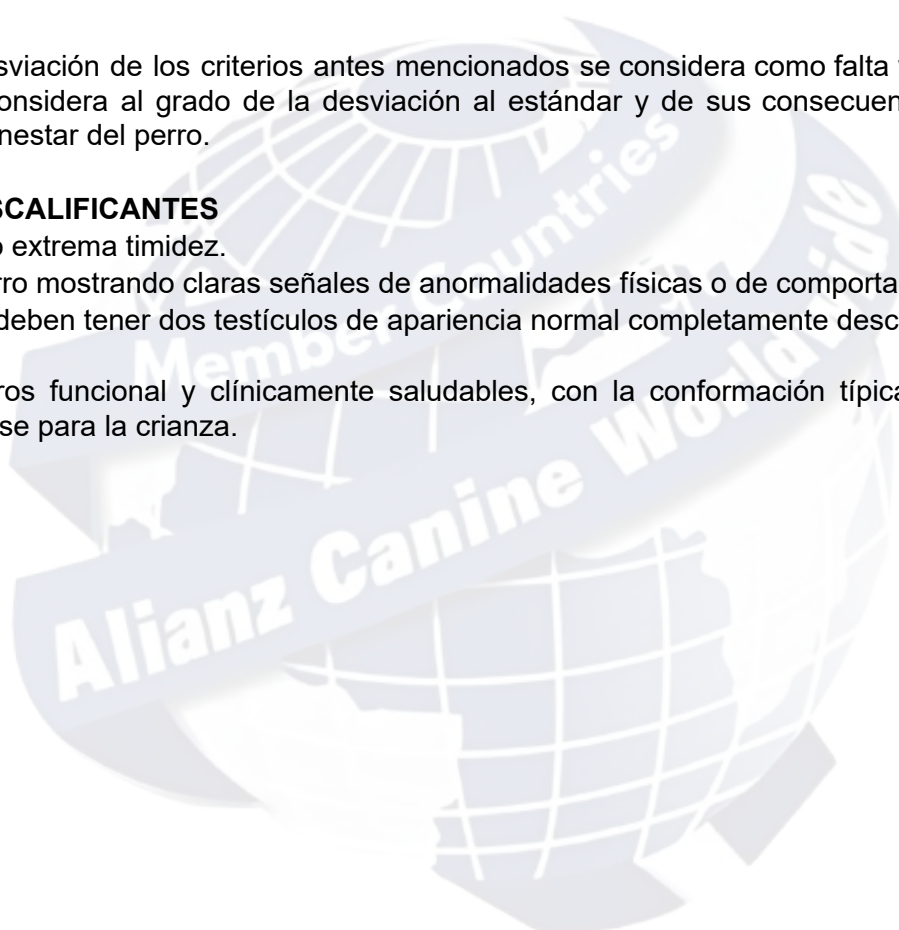 sviación de los criterios antes mencionados se considera como falta
onsidera al grado de la desviación al estándar y de sus consecuen
nestar del perro.
SCALIFICANTES
o extrema timidez.
rro mostrando claras señales de anormalidades físicas o de comporta
deben tener dos testículos de apariencia normal completamente desc
ros funcional y clínicamente saludables, con la conformación típica
se para la crianza.
Member Countries
Alianz Canine Worldwide